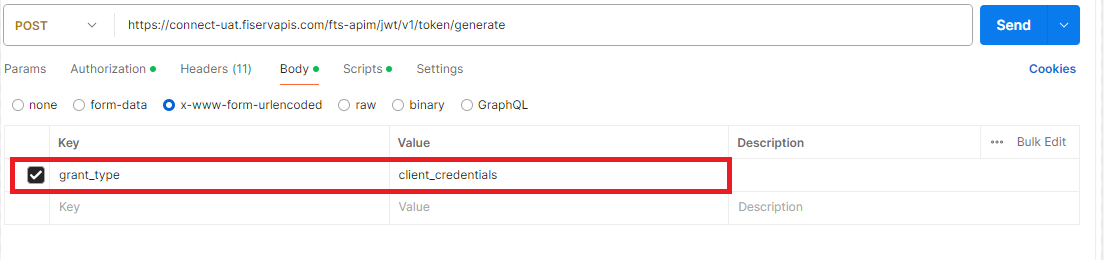 POST https://connect-uat.fiservapis.com/fts-apim/jwt/v1/token/generate Send
Params Authorization Headers (11) Body Scripts Settings Cookies
none form-data x-www-form-urlencoded raw binary GraphQL
Key Value Description ••• Bulk Edit
grant_type client_credentials
Key Value Description